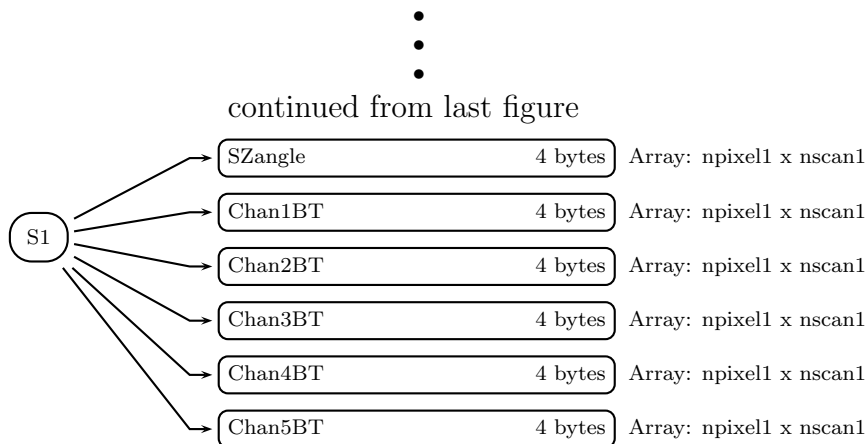 continued from last figure
SZangle 4 bytes Array: npixel1 x nscan1
Chan1BT 4 bytes Array: npixel1 x nscan1
S1
Chan2BT 4 bytes Array: npixel1 x nscan1
Chan3BT 4 bytes Array: npixel1 x nscan1
Chan4BT 4 bytes Array: npixel1 x nscan1
Chan5BT 4 bytes Array: npixel1 x nscan1